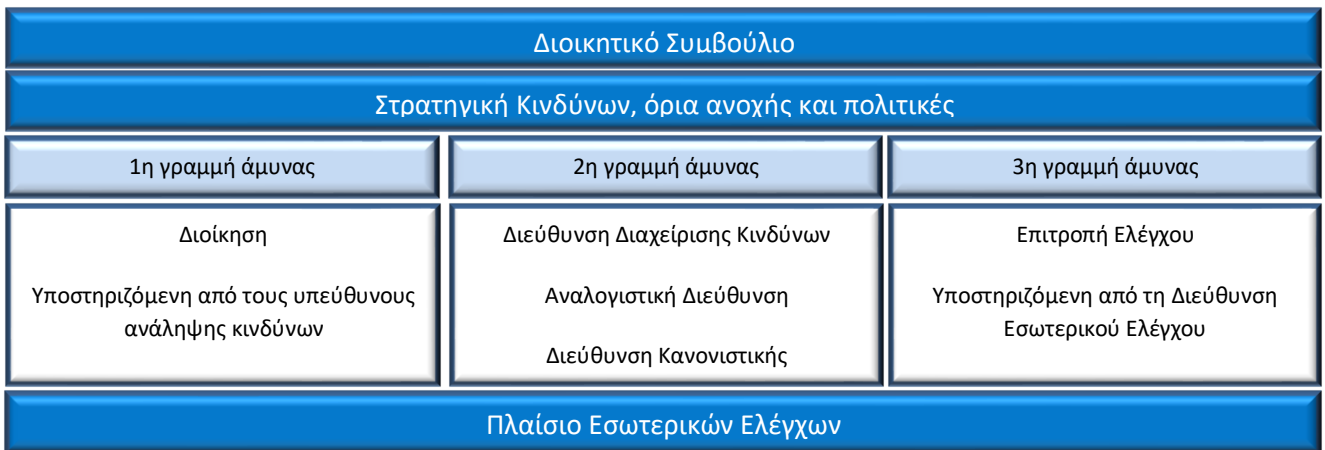 Διοικητικό Συμβούλιο
Στρατηγική Κινδύνων, όρια ανοχής και πολιτικές
1η γραμμή άμυνας
2η γραμμή άμυνας
3η γραμμή άμυνας
Διοίκηση
Υποστηριζόμενη από τους υπεύθυνους
ανάληψης κινδύνων
Διεύθυνση Διαχείρισης Κινδύνων
Αναλογιστική Διεύθυνση
Διεύθυνση Κανονιστικής
Επιτροπή Ελέγχου
Υποστηριζόμενη από τη Διεύθυνση
Εσωτερικού Ελέγχου
Πλαίσιο Εσωτερικών Ελέγχων